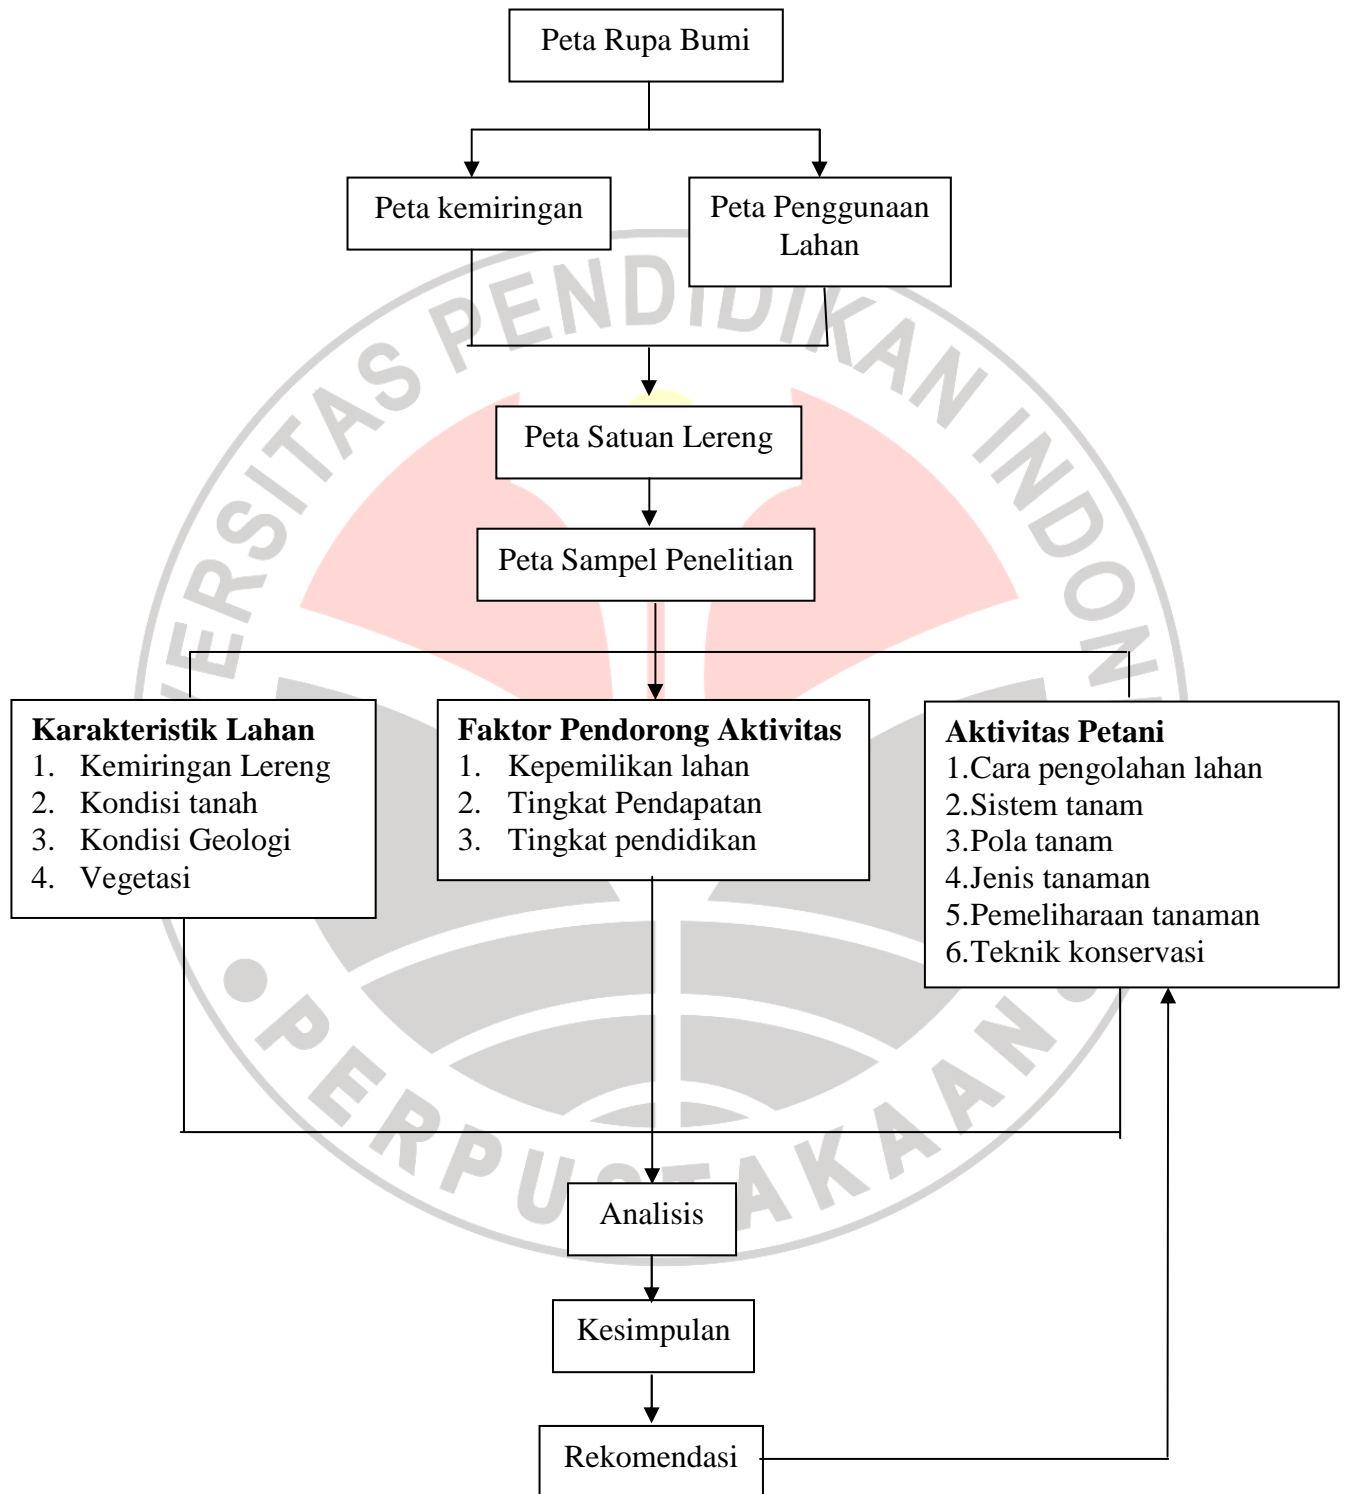 Peta Rupa Bumi
Peta kemiringan
Peta Penggunaan
Lahan
Peta Satuan Lereng
Peta Sampel Penelitian
Karakteristik Lahan
1. Kemiringan Lereng
2. Kondisi tanah
3. Kondisi Geologi
4. Vegetasi
Faktor Pendorong Aktivitas
1. Kepemilikan lahan
2. Tingkat Pendapatan
3. Tingkat pendidikan
Aktivitas Petani
1.Cara pengolahan lahan
2.Sistem tanam
3.Pola tanam
4.Jenis tanaman
5.Pemeliharaan tanaman
6.Teknik konservasi
Analisis
Kesimpulan
Rekomendasi
PENDIDIKAN
PERPUSTAKAAN